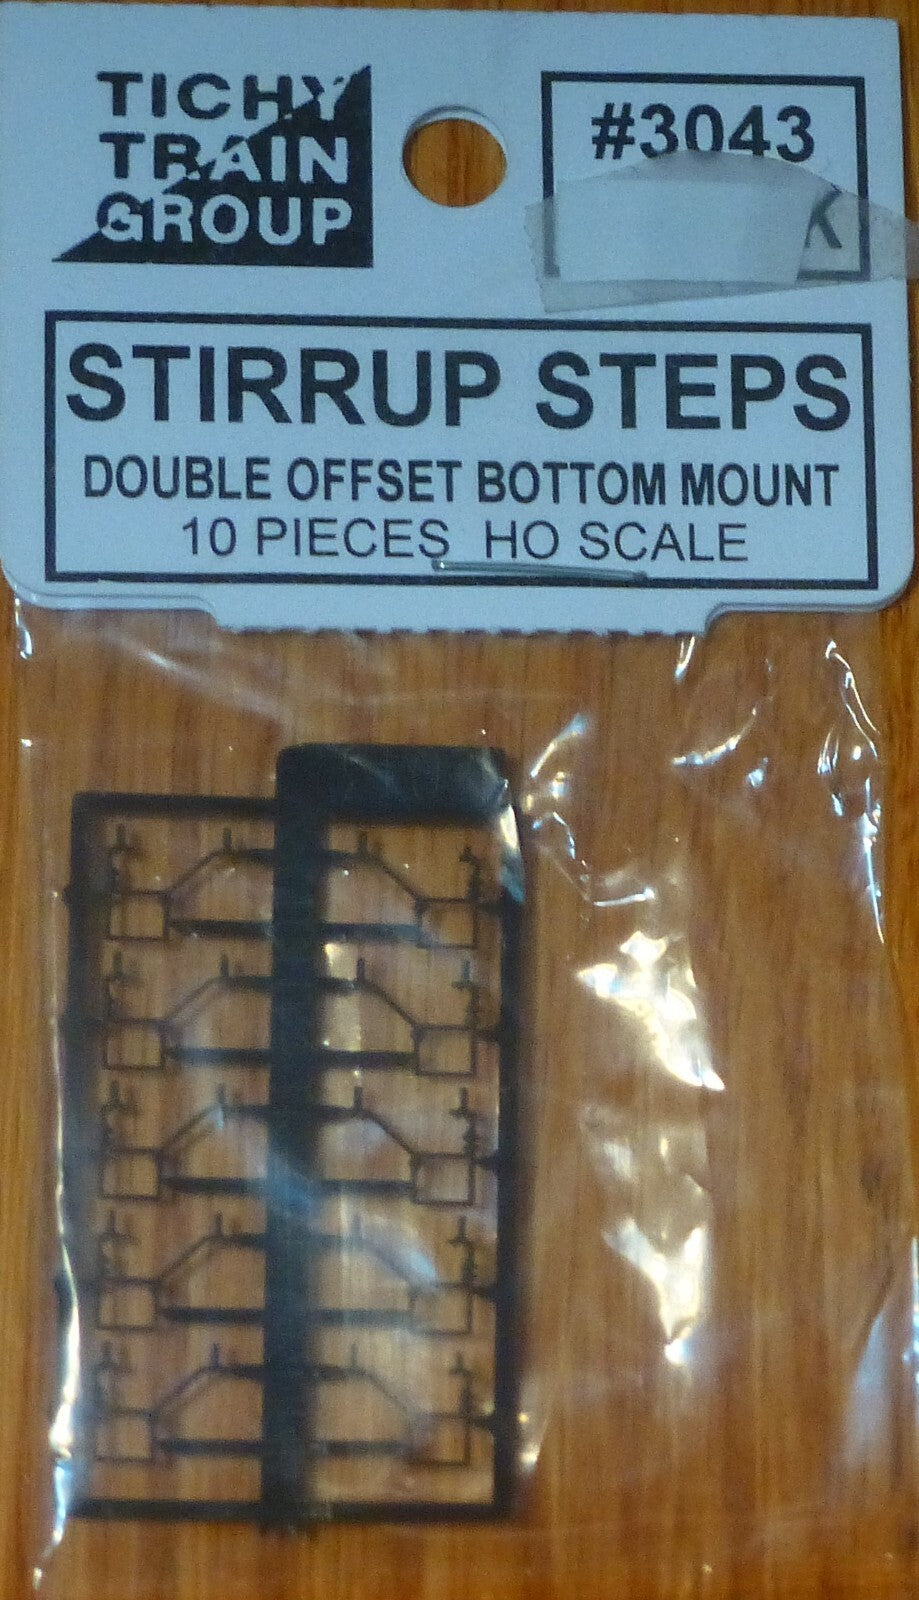 TICHY
TRAIN
GROUP
#3043
K
STIRRUP STEPS
DOUBLE OFFSET BOTTOM MOUNT
10 PIECES HO SCALE